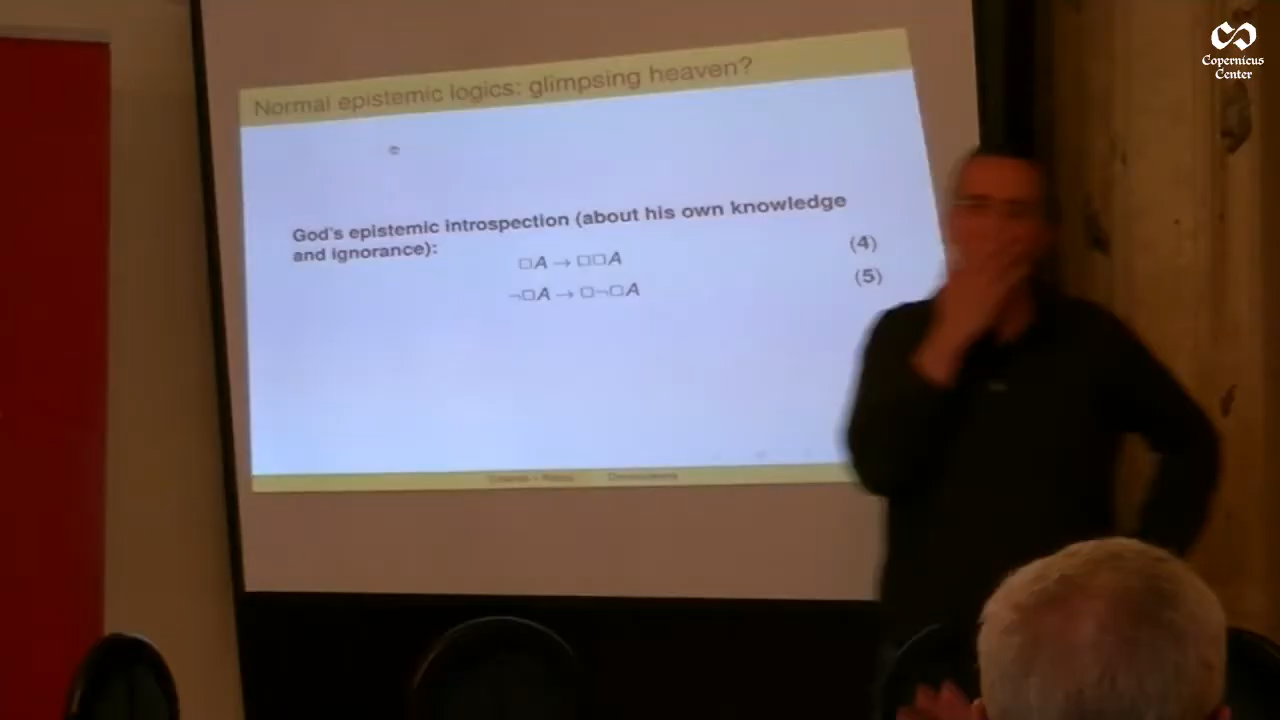 Copernicus
Center
Normal epistemic logics: glimpsing heaven?
God's epistemic introspection (about his own knowledge
and ignorance):
□A → □□A (4)
¬□A → □¬□A (5)